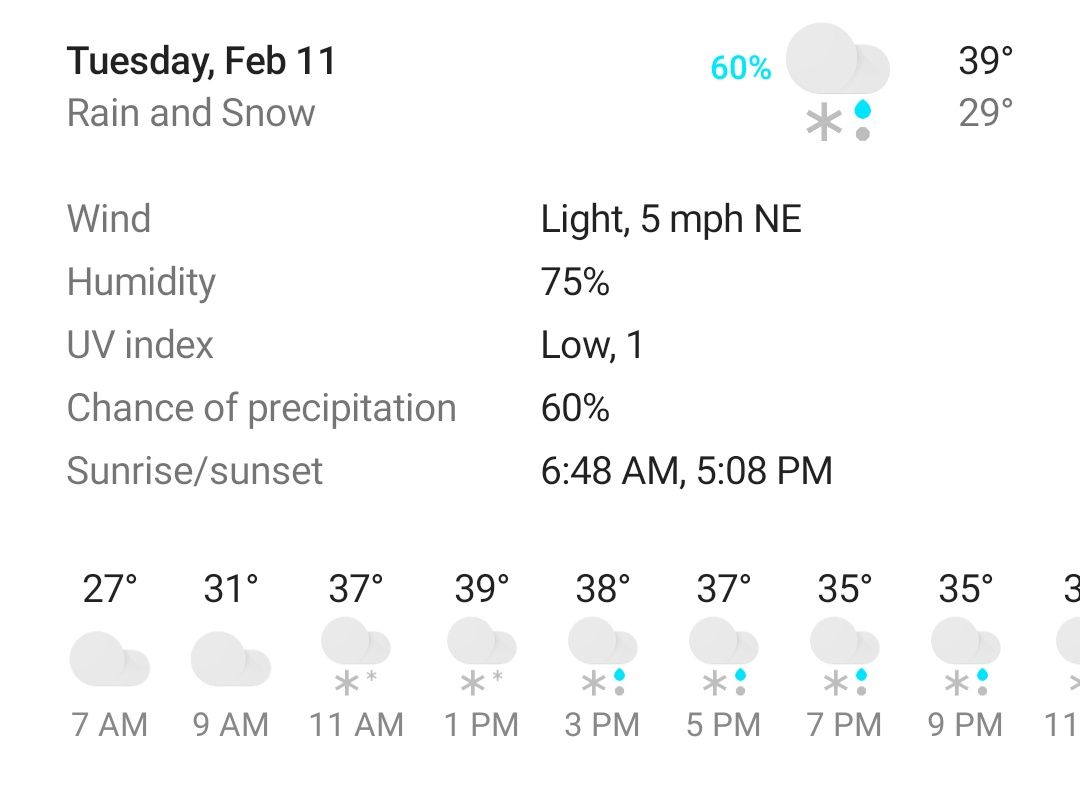 Tuesday, Feb 11 60% 39°
Rain and Snow 29°
Wind Light, 5 mph NE
Humidity 75%
UV index Low, 1
Chance of precipitation 60%
Sunrise/sunset 6:48 AM, 5:08 PM
27° 31° 37° 39° 38° 37° 35° 35° 3
7 AM 9 AM 11 AM 1 PM 3 PM 5 PM 7 PM 9 PM 11